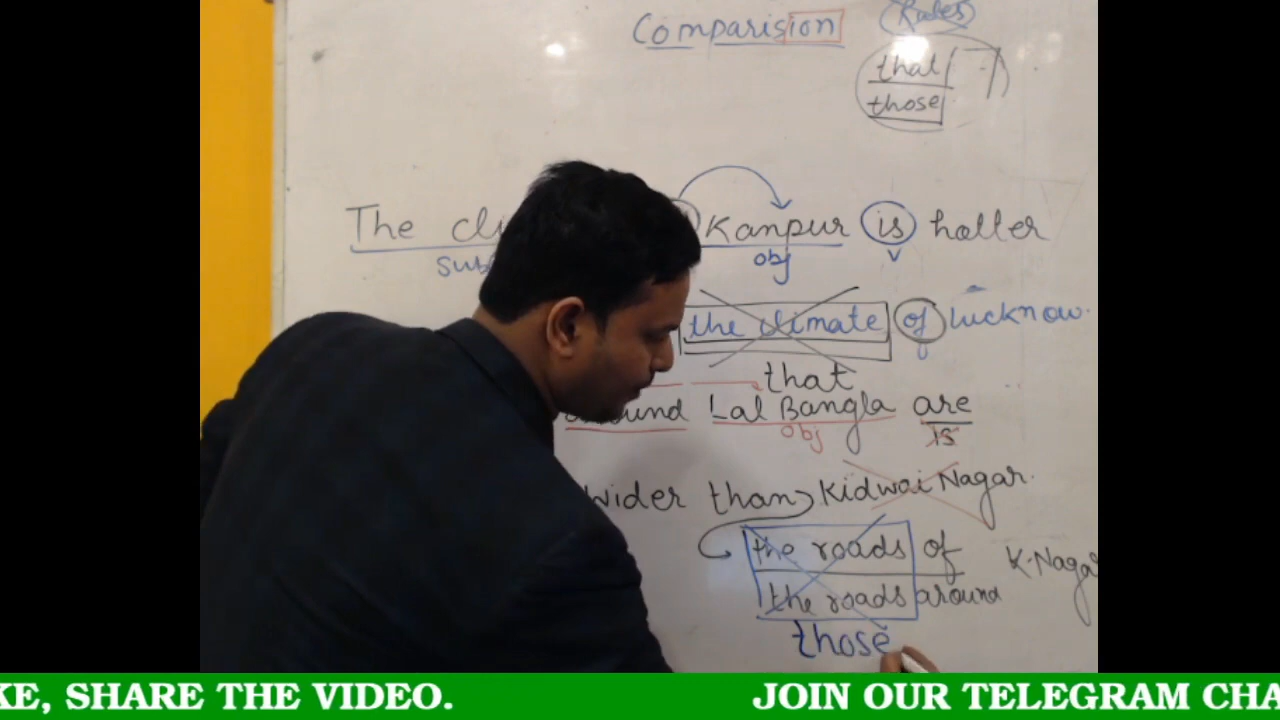 Comparision
Rules
that
those
The cli Kanpur is hotter
Sub obj v
the climate of lucknow.
that
around Lal Bangla are
obj is
wider than Kidwai Nagar.
the roads of K-Nagar
the roads around
those
KE, SHARE THE VIDEO. JOIN OUR TELEGRAM CHA